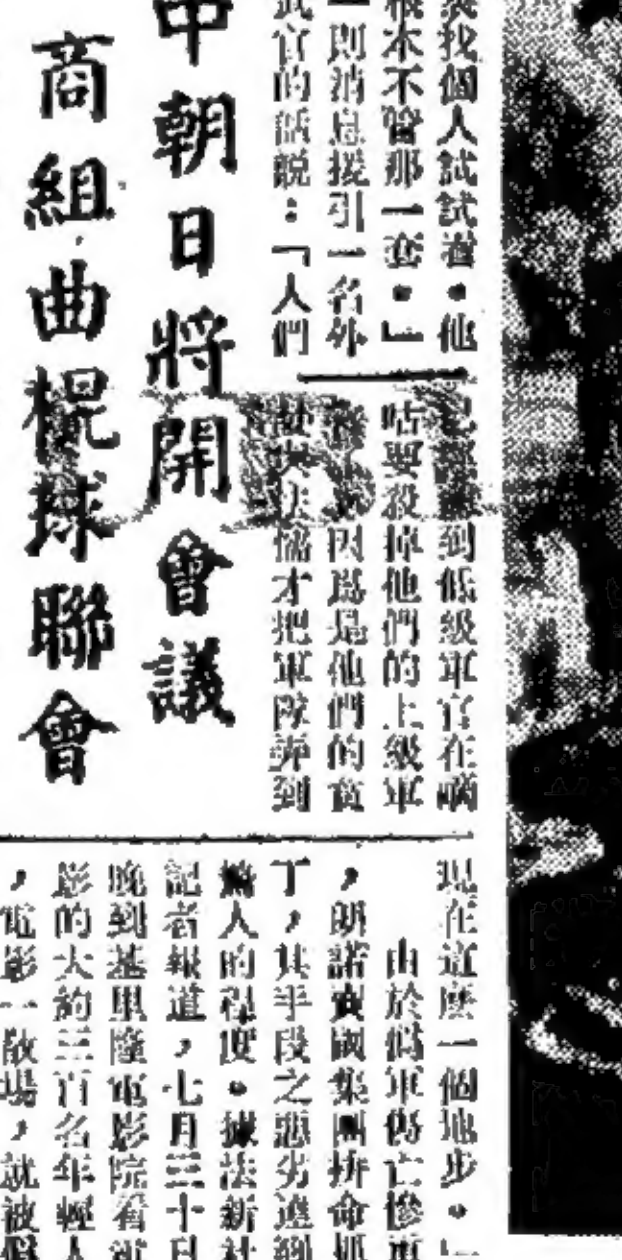 找個人試試看。他
根本不管那一套。」
一則消息援引一名外
武官的話說：「人們
到低級軍官在嘀
咕要殺掉他們的上級軍
因爲是他們的貪
才把軍隊弄到
中朝日將開會議
商組曲棍球聯會
現在這麼一個地步。」
由於僞軍傷亡慘重
，朗諾賣國集團拚命抓
丁，其手段之惡劣達到
人的程度。據法新社
記者報道，七月三十日
晚到基里隆電影院看電
影的大約三百名年輕人
，電影一散場，就被僞